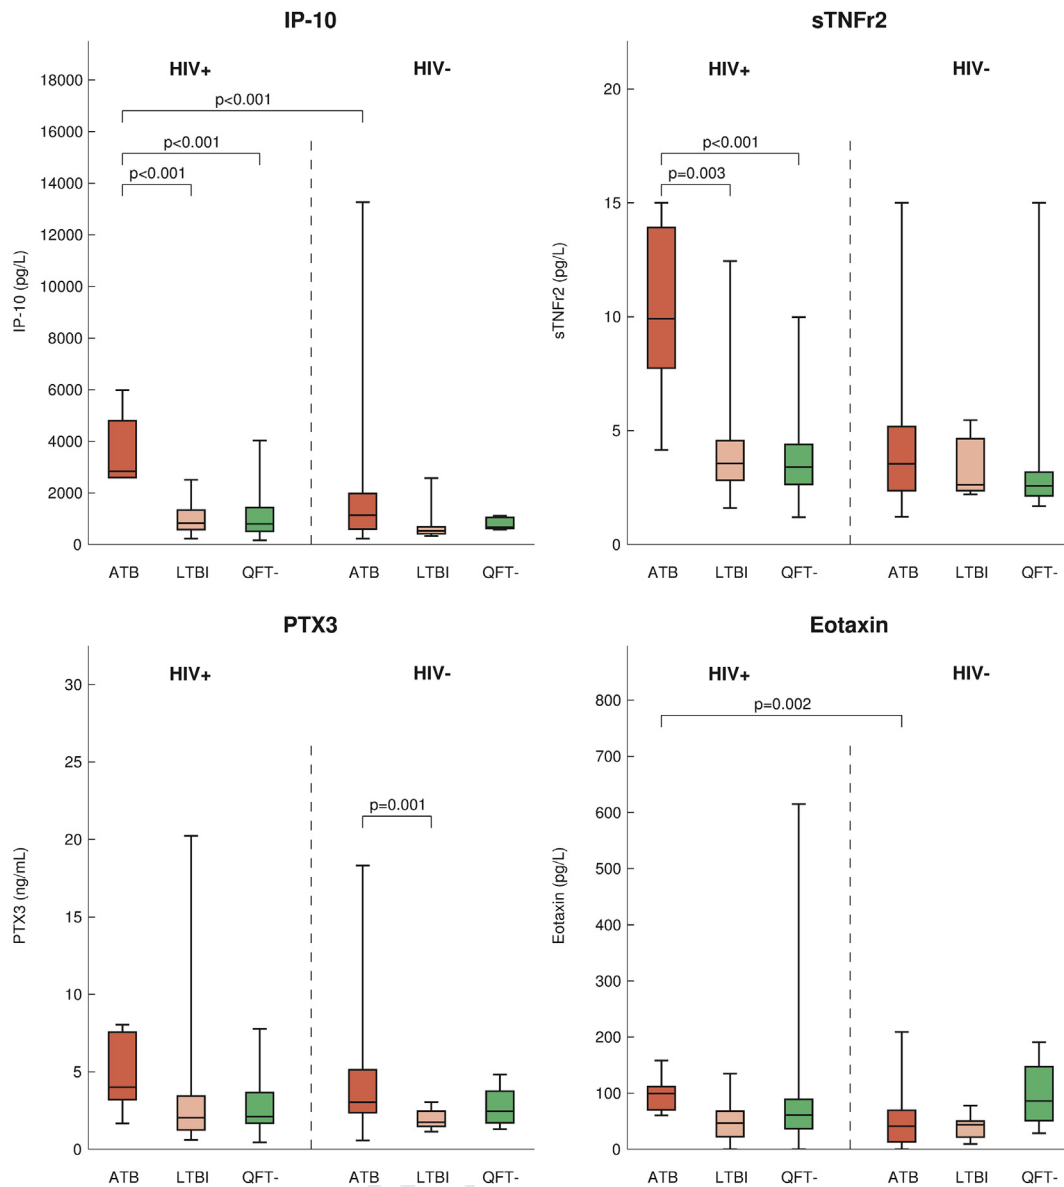 IP-10
HIV+
HIV-
18000
16000
14000
12000
10000
8000
6000
4000
2000
0
IP-10 (pg/L)
p<0.001
p<0.001
p<0.001
ATB LTBI QFT- ATB LTBI QFT-
sTNFr2
HIV+
HIV-
20
15
10
5
0
sTNFr2 (pg/L)
p<0.001
p=0.003
ATB LTBI QFT- ATB LTBI QFT-
PTX3
HIV+
HIV-
30
25
20
15
10
5
0
PTX3 (ng/mL)
p=0.001
ATB LTBI QFT- ATB LTBI QFT-
Eotaxin
HIV+
HIV-
800
700
600
500
400
300
200
100
0
Eotaxin (pg/L)
p=0.002
ATB LTBI QFT- ATB LTBI QFT-